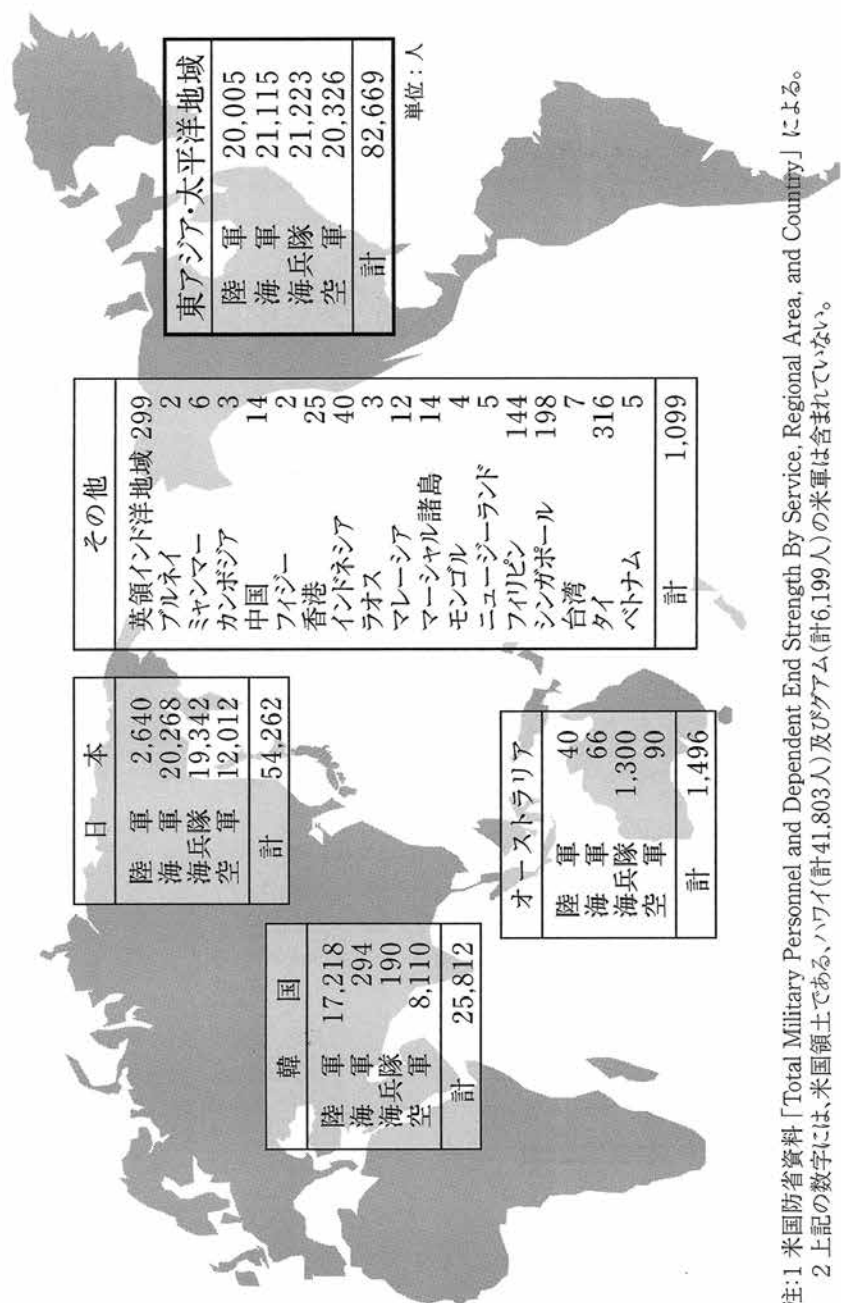 韓国
陸軍 17,218
海軍 294
海兵隊 190
空軍 8,110
計 25,812
日本
陸軍 2,640
海軍 20,268
海兵隊 19,342
空軍 12,012
計 54,262
オーストラリア
陸軍 40
海軍 66
海兵隊 1,300
空軍 90
計 1,496
その他
英領インド洋地域 299
ブルネイ 2
ミャンマー 6
カンボジア 3
中国 14
フィジー 2
香港 25
インドネシア 40
ラオス 3
マレーシア 12
マーシャル諸島 14
モンゴル 4
ニュージーランド 5
フィリピン 144
シンガポール 198
台湾 7
タイ 316
ベトナム 5
計 1,099
東アジア・太平洋地域
陸軍 20,005
海軍 21,115
海兵隊 21,223
空軍 20,326
計 82,669
単位:人
注:1 米国防省資料「Total Military Personnel and Dependent End Strength By Service, Regional Area, and Country」による。
2 上記の数字には、米国領土である、ハワイ(計41,803人)及びグアム(計6,199人)の米軍は含まれていない。